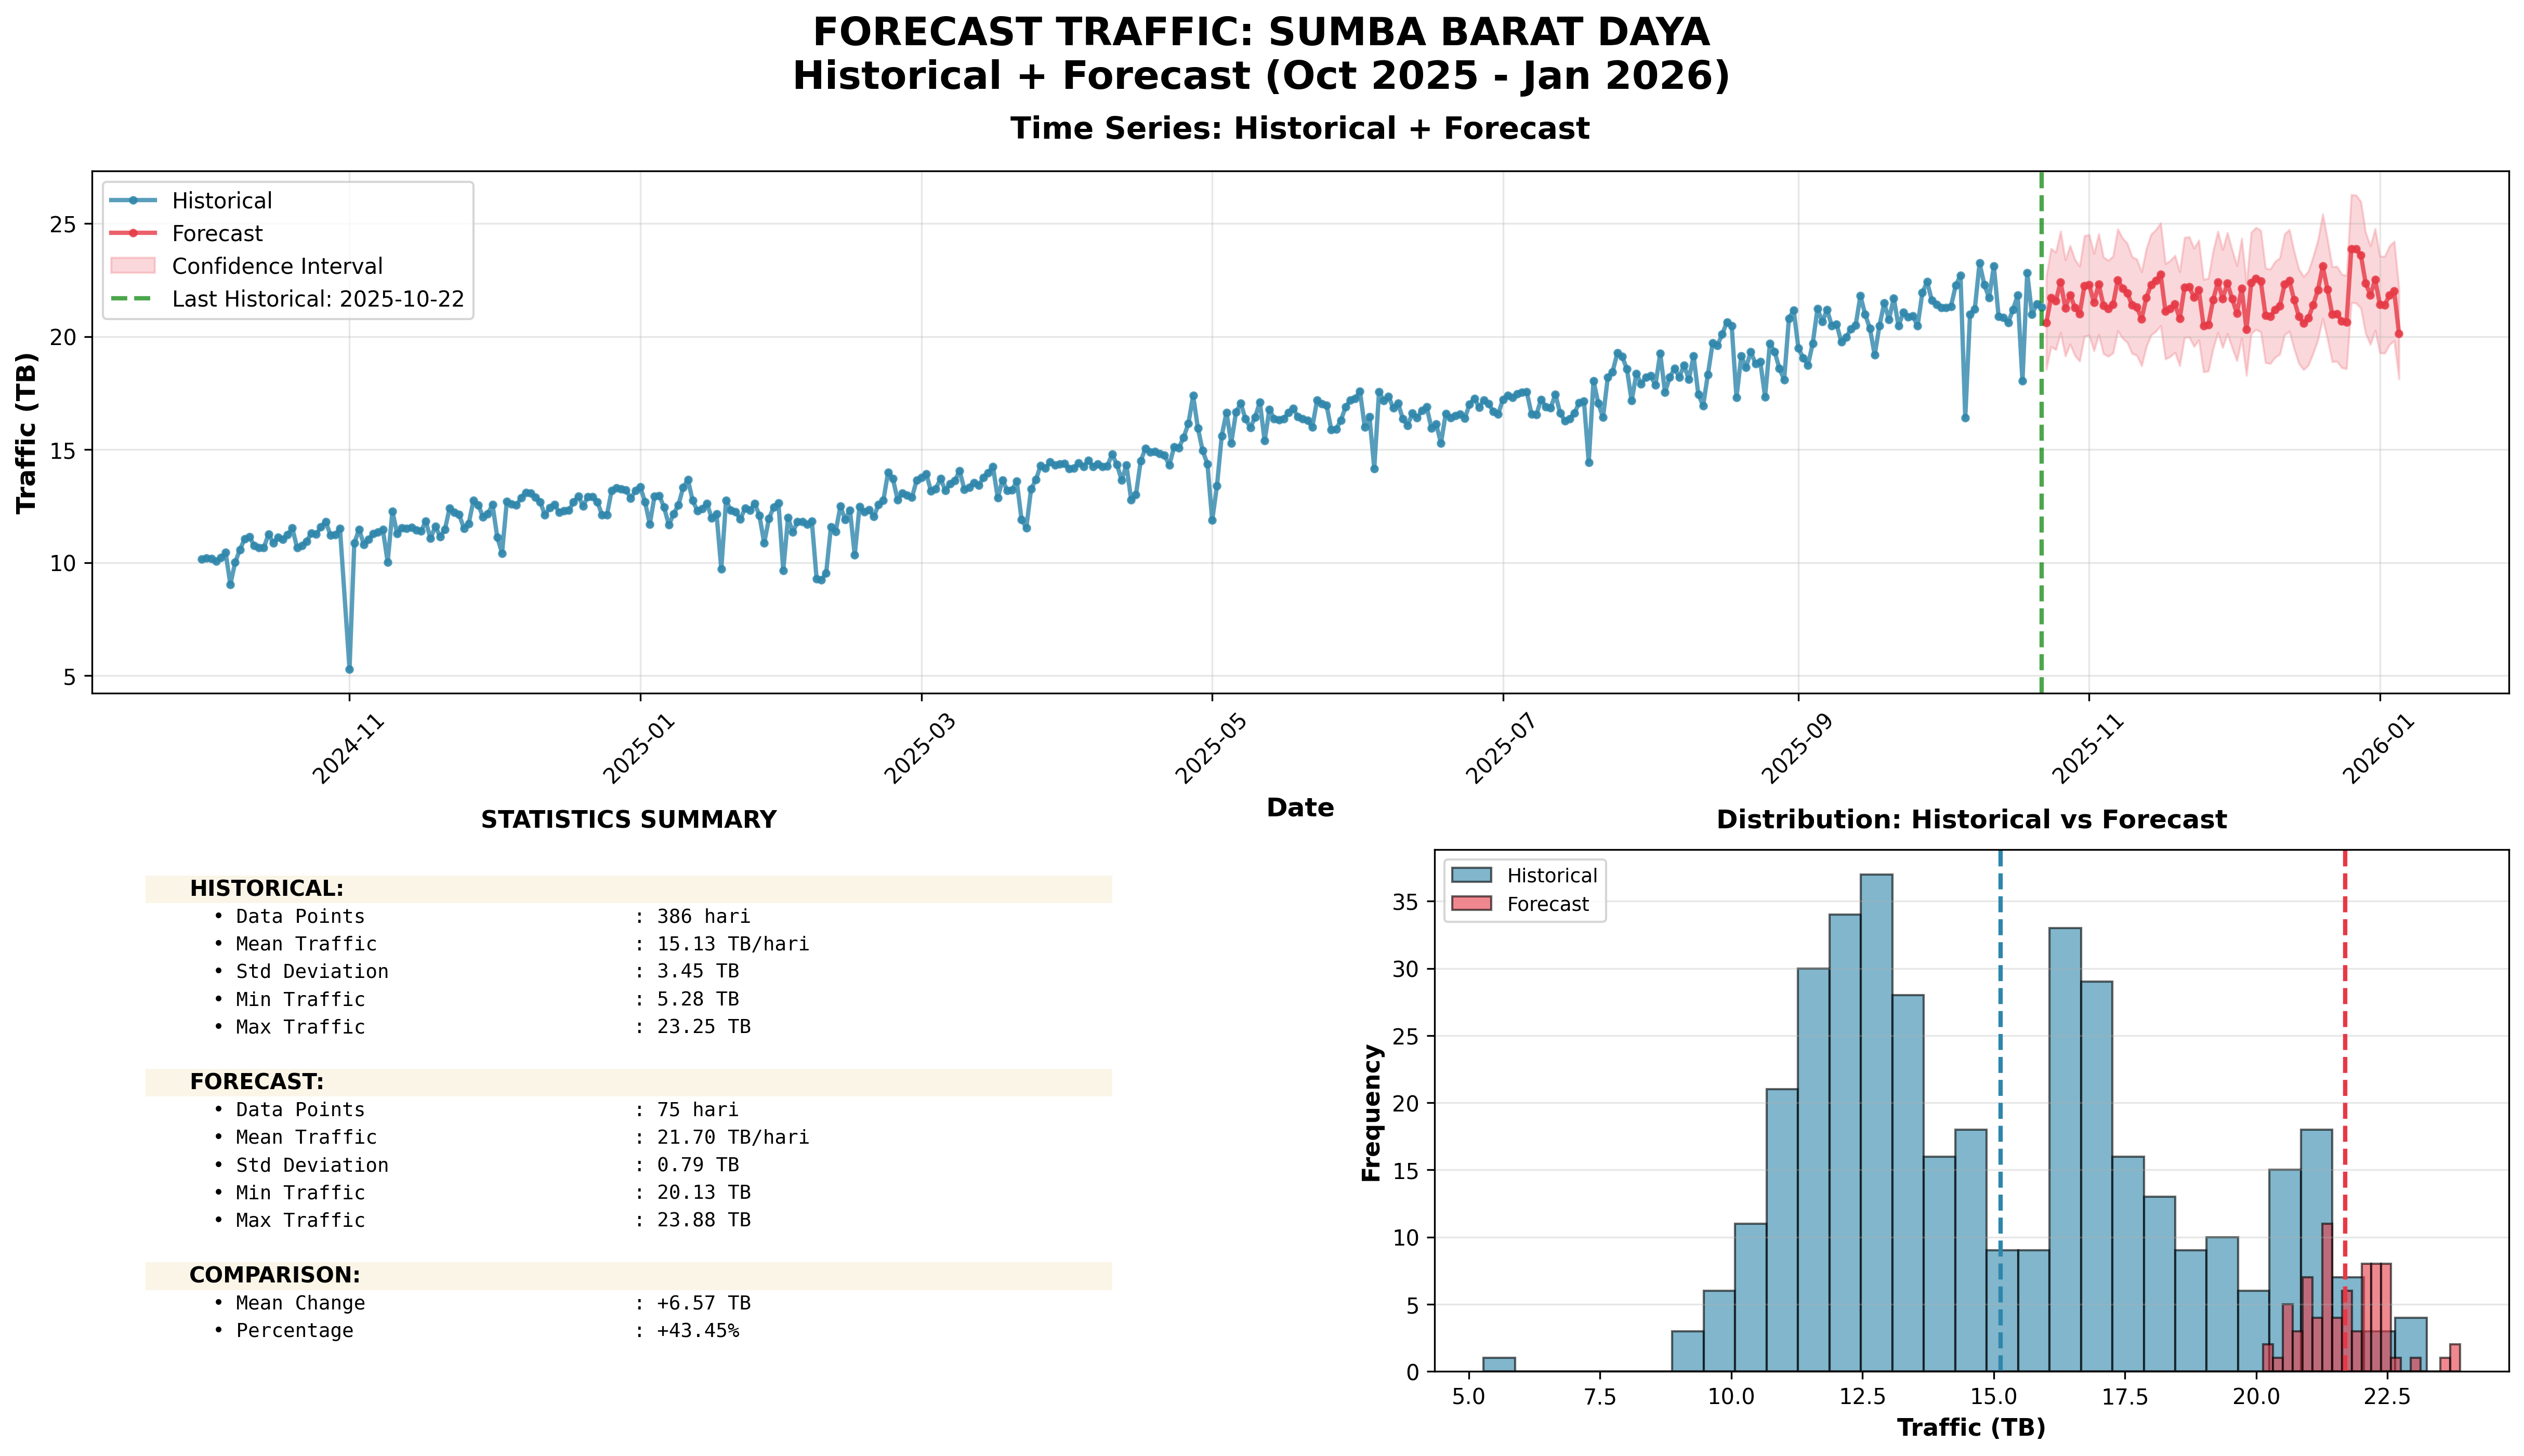 FORECAST TRAFFIC: SUMBA BARAT DAYA
Historical + Forecast (Oct 2025 - Jan 2026)
Time Series: Historical + Forecast
Historical
Forecast
Confidence Interval
Last Historical: 2025-10-22
Traffic (TB)
25
20
15
10
5
2024-11
2025-01
2025-03
2025-05
2025-07
2025-09
2025-11
2026-01
Date
STATISTICS SUMMARY
HISTORICAL:
• Data Points : 386 hari
• Mean Traffic : 15.13 TB/hari
• Std Deviation : 3.45 TB
• Min Traffic : 5.28 TB
• Max Traffic : 23.25 TB
FORECAST:
• Data Points : 75 hari
• Mean Traffic : 21.70 TB/hari
• Std Deviation : 0.79 TB
• Min Traffic : 20.13 TB
• Max Traffic : 23.88 TB
COMPARISON:
• Mean Change : +6.57 TB
• Percentage : +43.45%
Distribution: Historical vs Forecast
Historical
Forecast
Frequency
35
30
25
20
15
10
5
0
5.0
7.5
10.0
12.5
15.0
17.5
20.0
22.5
Traffic (TB)